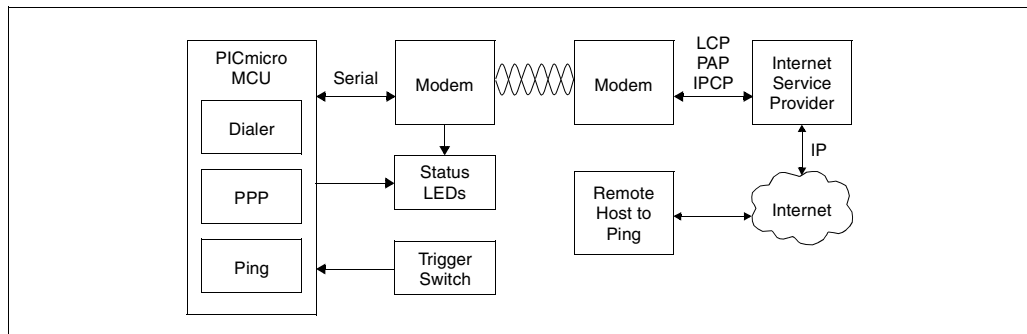 PICmicro
MCU
Dialer
PPP
Ping
Serial
Modem
Status
LEDs
Trigger
Switch
Modem
LCP
PAP
IPCP
Internet
Service
Provider
IP
Internet
Remote
Host to
Ping